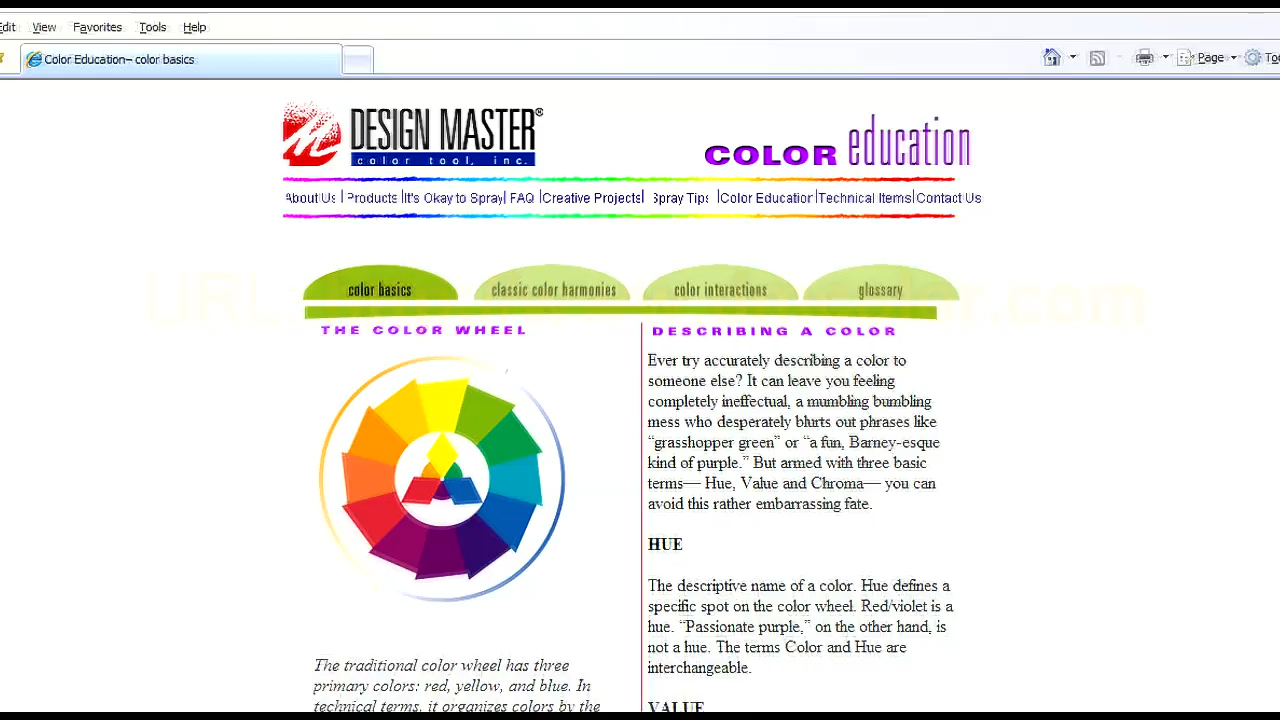 Edit View Favorites Tools Help
Color Education– color basics
Page
DESIGN MASTER®
color tool, inc.
COLOR education
About Us | Products | It's Okay to Spray | FAQ | Creative Projects | Spray Tips | Color Education | Technical Items | Contact Us
color basics classic color harmonies color interactions glossary
THE COLOR WHEEL
The traditional color wheel has three
primary colors: red, yellow, and blue. In
technical terms, it organizes colors by the
DESCRIBING A COLOR
Ever try accurately describing a color to
someone else? It can leave you feeling
completely ineffectual, a mumbling bumbling
mess who desperately blurts out phrases like
“grasshopper green” or “a fun, Barney-esque
kind of purple.” But armed with three basic
terms— Hue, Value and Chroma— you can
avoid this rather embarrassing fate.
HUE
The descriptive name of a color. Hue defines a
specific spot on the color wheel. Red/violet is a
hue. “Passionate purple,” on the other hand, is
not a hue. The terms Color and Hue are
interchangeable.
VALUE